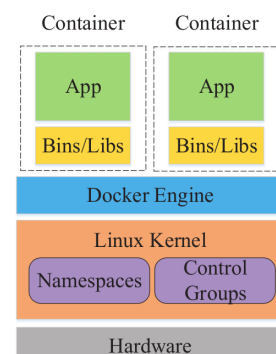 Container Container
App App
Bins/Libs Bins/Libs
Docker Engine
Linux Kernel
Namespaces Control
Groups
Hardware